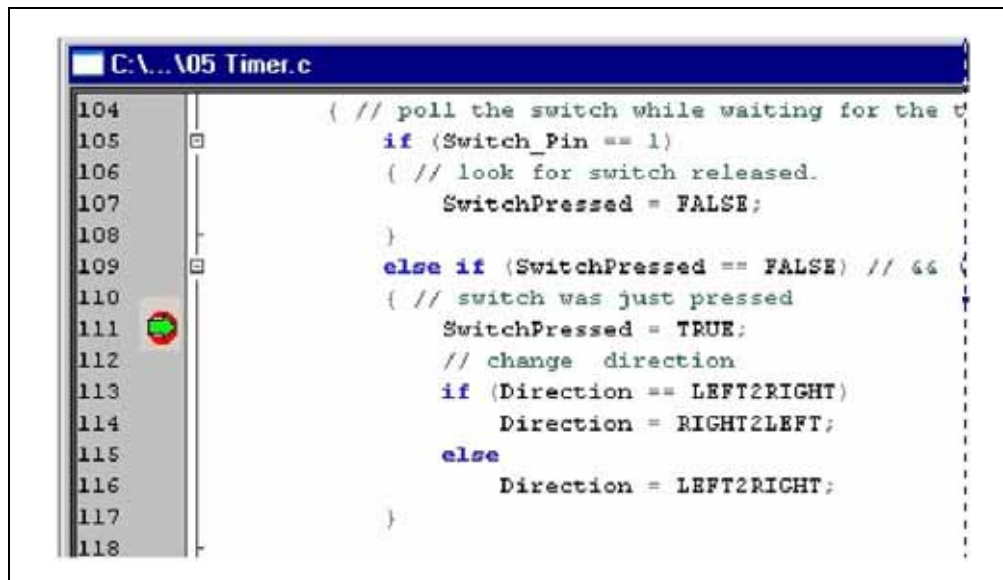 C:\...\05 Timer.c
104 { // poll the switch while waiting for the t
105 if (Switch_Pin == 1)
106 { // look for switch released.
107 SwitchPressed = FALSE;
108 }
109 else if (SwitchPressed == FALSE) // && (
110 { // switch was just pressed
111 SwitchPressed = TRUE;
112 // change direction
113 if (Direction == LEFT2RIGHT)
114 Direction = RIGHT2LEFT;
115 else
116 Direction = LEFT2RIGHT;
117 }
118